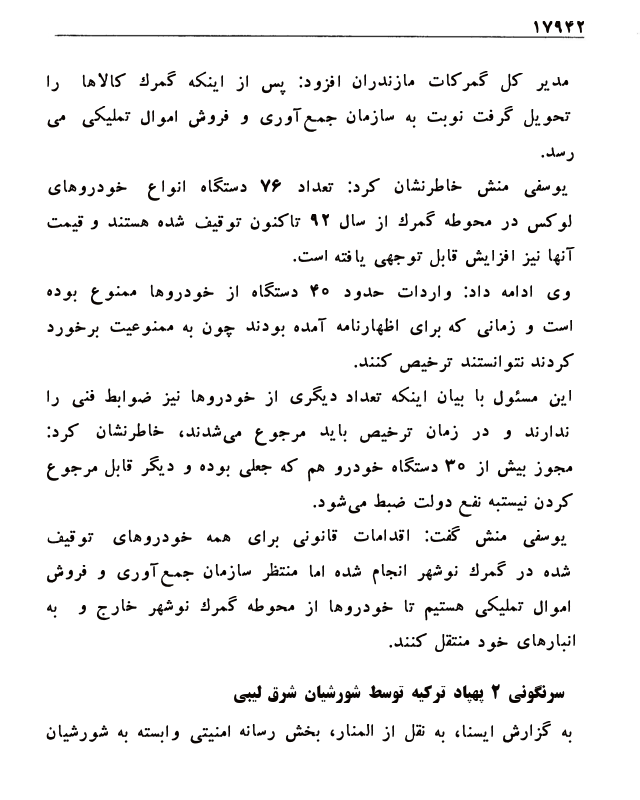 ۱۷۹۴۲
مدیر کل گمرکات مازندران افزود: پس از اینکه گمرك کالاها را
تحویل گرفت نوبت به سازمان جمع‌آوری و فروش اموال تملیکی می
رسد.
یوسفی منش خاطرنشان کرد: تعداد ۷۶ دستگاه انواع خودروهای
لوکس در محوطه گمرك از سال ۹۲ تاکنون توقیف شده هستند و قیمت
آنها نیز افزایش قابل توجهی یافته است.
وی ادامه داد: واردات حدود ۴۰ دستگاه از خودروها ممنوع بوده
است و زمانی که برای اظهارنامه آمده بودند چون به ممنوعیت برخورد
کردند نتوانستند ترخیص کنند.
این مسئول با بیان اینکه تعداد دیگری از خودروها نیز ضوابط فنی را
ندارند و در زمان ترخیص باید مرجوع می‌شدند، خاطرنشان کرد:
مجوز بیش از ۳۰ دستگاه خودرو هم که جعلی بوده و دیگر قابل مرجوع
کردن نیستبه نفع دولت ضبط می‌شود.
یوسفی منش گفت: اقدامات قانونی برای همه خودروهای توقیف
شده در گمرك نوشهر انجام شده اما منتظر سازمان جمع‌آوری و فروش
اموال تملیکی هستیم تا خودروها از محوطه گمرك نوشهر خارج و به
انبارهای خود منتقل کنند.
سرنگونی ۲ پهپاد ترکیه توسط شورشیان شرق لیبی
به گزارش ایسنا، به نقل از المنار، بخش رسانه امنیتی وابسته به شورشیان